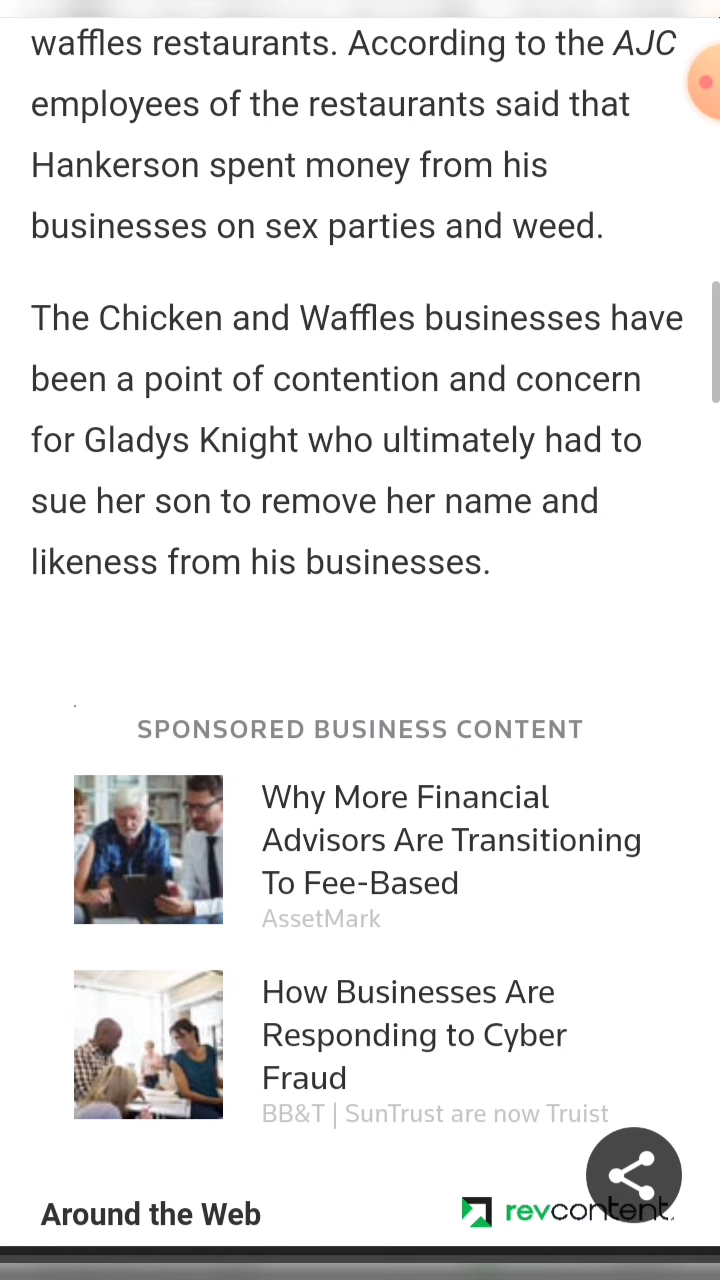 waffles restaurants. According to the AJC
employees of the restaurants said that
Hankerson spent money from his
businesses on sex parties and weed.
The Chicken and Waffles businesses have
been a point of contention and concern
for Gladys Knight who ultimately had to
sue her son to remove her name and
likeness from his businesses.
SPONSORED BUSINESS CONTENT
Why More Financial
Advisors Are Transitioning
To Fee-Based
AssetMark
How Businesses Are
Responding to Cyber
Fraud
BB&T | SunTrust are now Truist
Around the Web
revcontent.